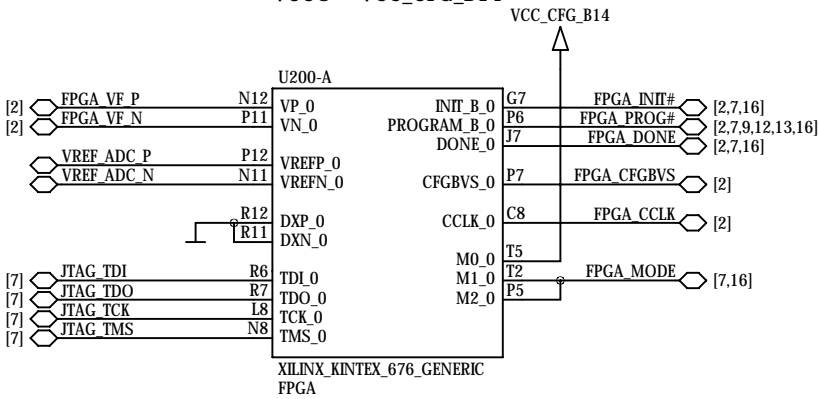 VCC_CFG_B14
U200-A
[2] FPGA_VF_P N12 VP_0 INIT_B_0 G7 FPGA_INIT# [2,7,16]
[2] FPGA_VF_N P11 VN_0 PROGRAM_B_0 P6 FPGA_PROG# [2,7,9,12,13,16]
DONE_0 J7 FPGA_DONE [2,7,16]
VREF_ADC_P P12 VREFP_0
VREF_ADC_N N11 VREFN_0 CFGBVS_0 P7 FPGA_CFGBVS [2]
R12 DXP_0 CCLK_0 C8 FPGA_CCLK [2]
R11 DXN_0
M0_0 T5
[7] JTAG_TDI R6 TDI_0 M1_0 T2 FPGA_MODE [7,16]
[7] JTAG_TDO R7 TDO_0 M2_0 P5
[7] JTAG_TCK L8 TCK_0
[7] JTAG_TMS N8 TMS_0
XILINX_KINTEX_676_GENERIC
FPGA